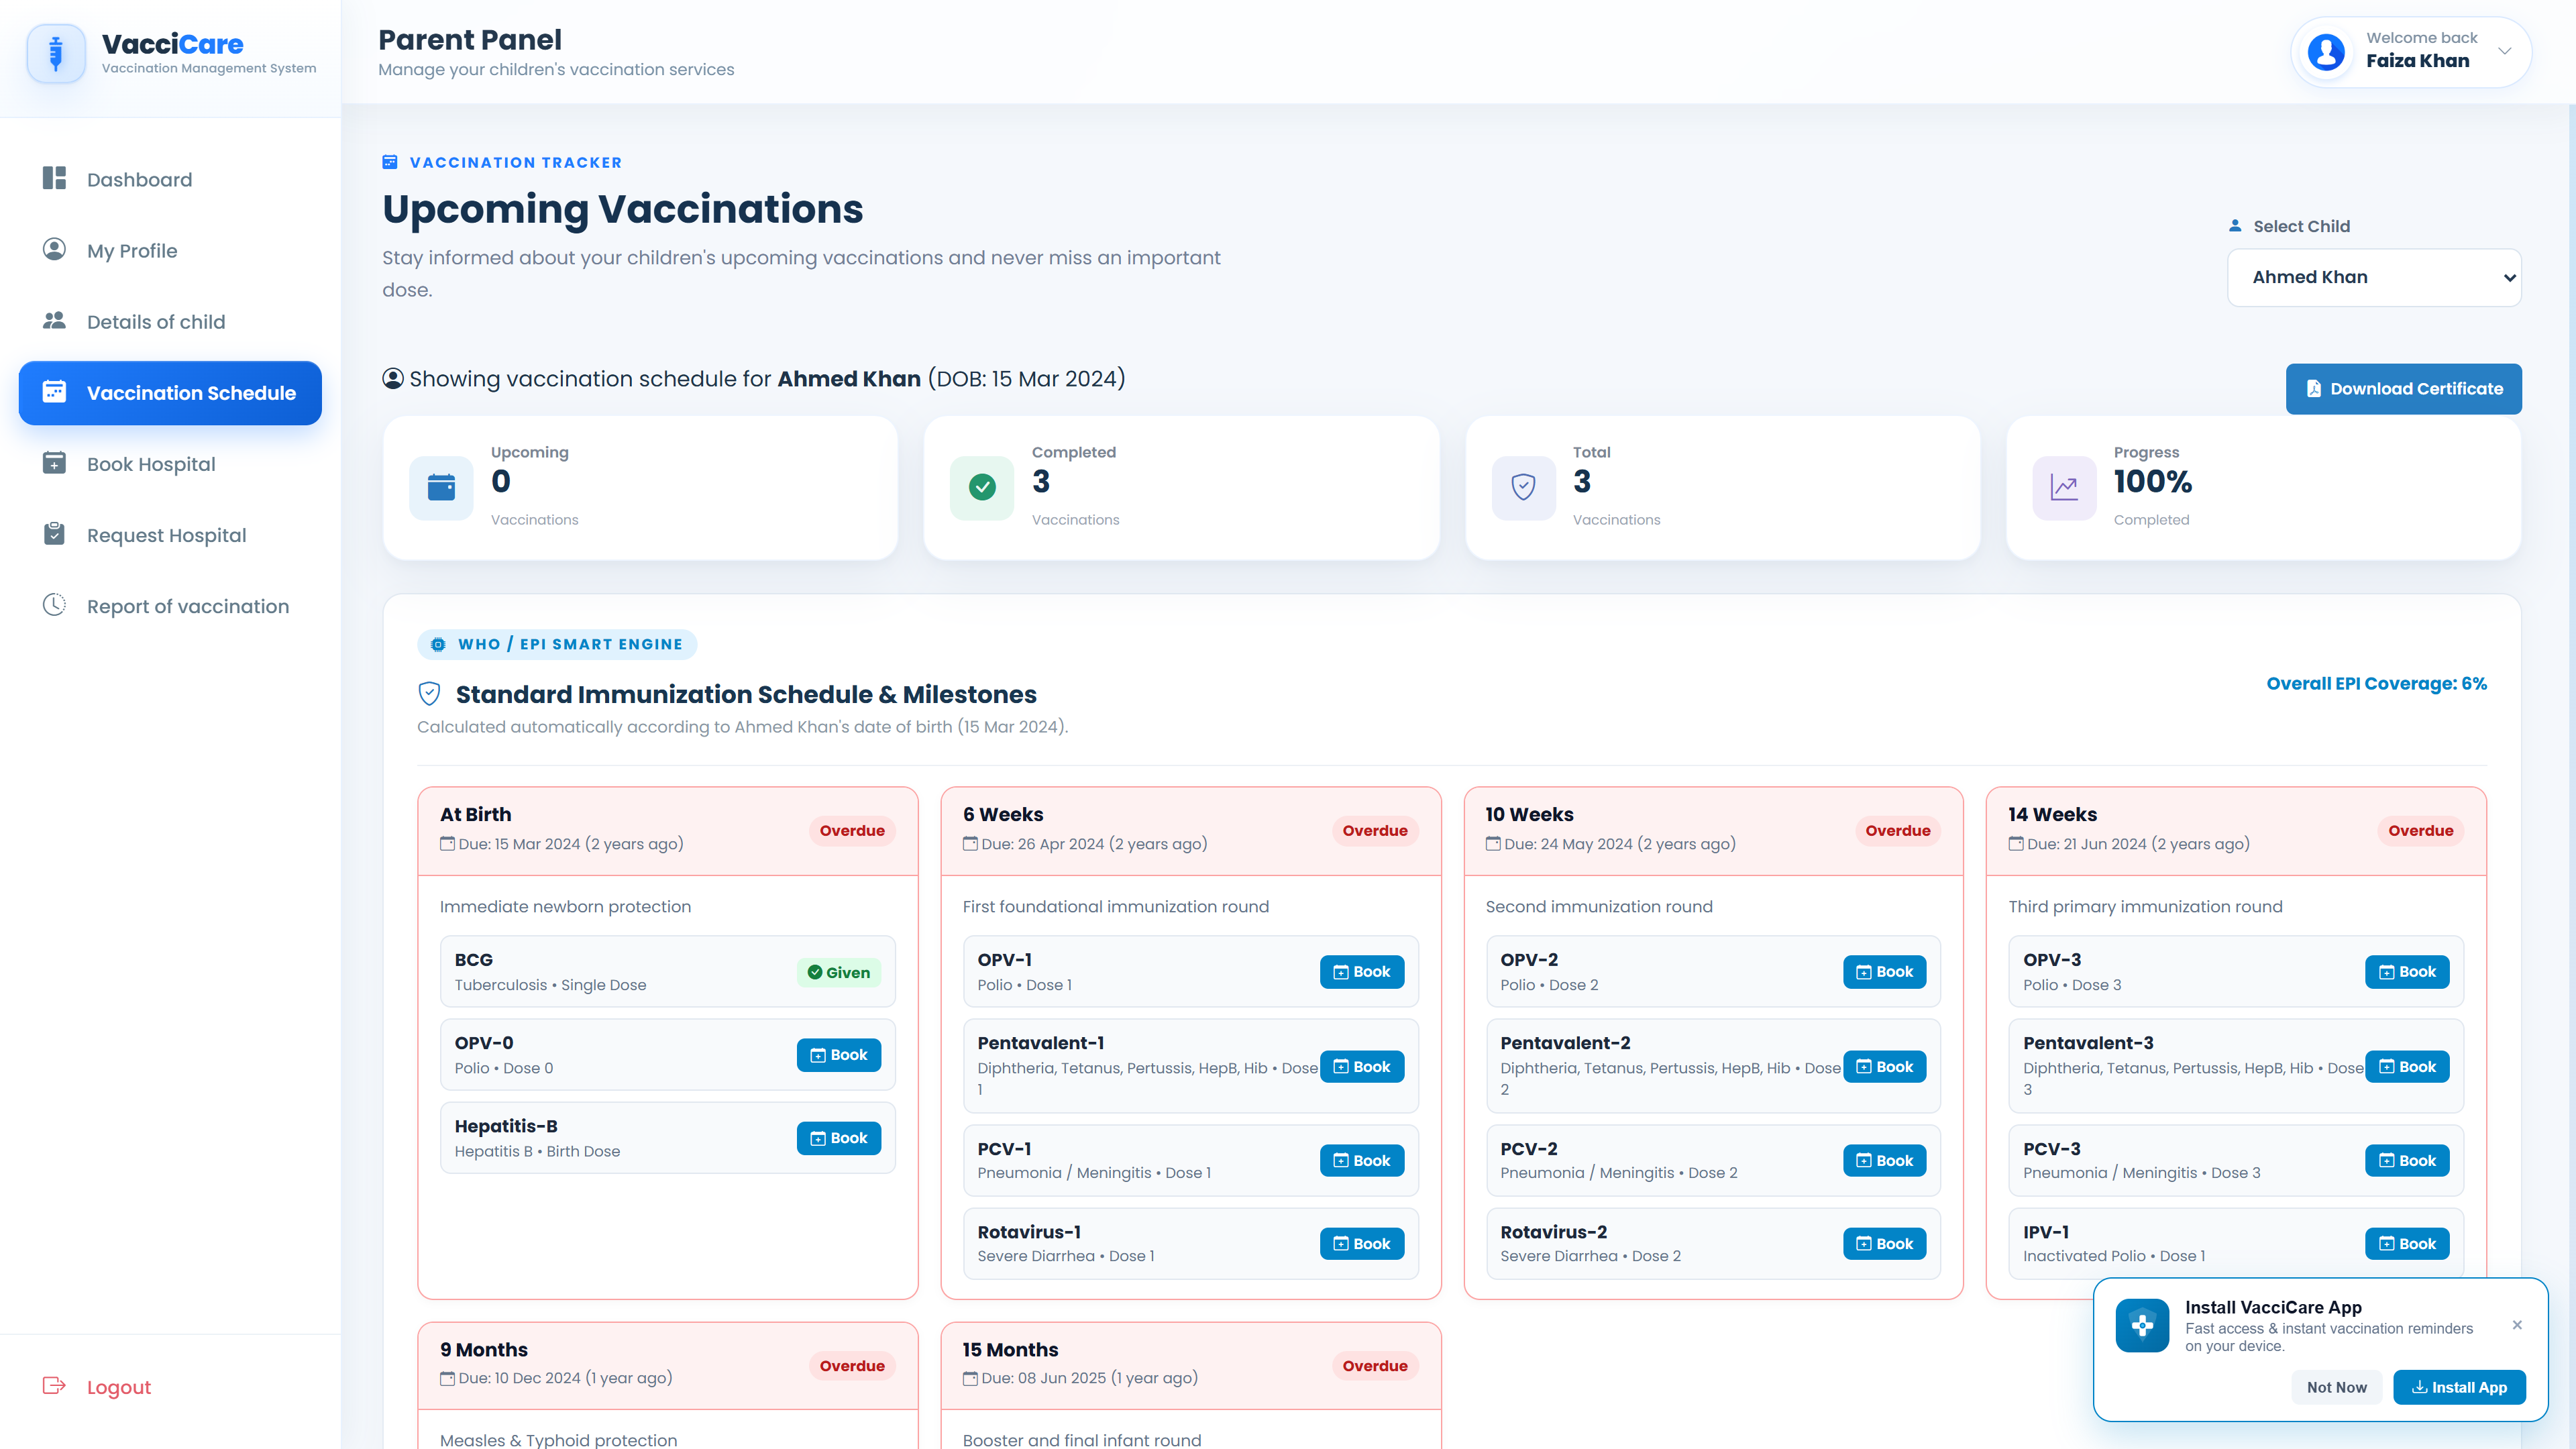 VacciCare
Vaccination Management System
Dashboard
My Profile
Details of child
Vaccination Schedule
Book Hospital
Request Hospital
Report of vaccination
Logout
Parent Panel
Manage your children's vaccination services
Welcome back
Faiza Khan
VACCINATION TRACKER
Upcoming Vaccinations
Stay informed about your children's upcoming vaccinations and never miss an important
dose.
Select Child
Ahmed Khan
Showing vaccination schedule for Ahmed Khan (DOB: 15 Mar 2024)
Download Certificate
Upcoming
0
Vaccinations
Completed
3
Vaccinations
Total
3
Vaccinations
Progress
100%
Completed
WHO / EPI SMART ENGINE
Standard Immunization Schedule & Milestones
Calculated automatically according to Ahmed Khan's date of birth (15 Mar 2024).
Overall EPI Coverage: 6%
At Birth
Due: 15 Mar 2024 (2 years ago)
Overdue
Immediate newborn protection
BCG
Tuberculosis • Single Dose
Given
OPV-0
Polio • Dose 0
Book
Hepatitis-B
Hepatitis B • Birth Dose
Book
6 Weeks
Due: 26 Apr 2024 (2 years ago)
Overdue
First foundational immunization round
OPV-1
Polio • Dose 1
Book
Pentavalent-1
Diphtheria, Tetanus, Pertussis, HepB, Hib • Dose
1
Book
PCV-1
Pneumonia / Meningitis • Dose 1
Book
Rotavirus-1
Severe Diarrhea • Dose 1
Book
10 Weeks
Due: 24 May 2024 (2 years ago)
Overdue
Second immunization round
OPV-2
Polio • Dose 2
Book
Pentavalent-2
Diphtheria, Tetanus, Pertussis, HepB, Hib • Dose
2
Book
PCV-2
Pneumonia / Meningitis • Dose 2
Book
Rotavirus-2
Severe Diarrhea • Dose 2
Book
14 Weeks
Due: 21 Jun 2024 (2 years ago)
Overdue
Third primary immunization round
OPV-3
Polio • Dose 3
Book
Pentavalent-3
Diphtheria, Tetanus, Pertussis, HepB, Hib • Dose
3
Book
PCV-3
Pneumonia / Meningitis • Dose 3
Book
IPV-1
Inactivated Polio • Dose 1
Book
9 Months
Due: 10 Dec 2024 (1 year ago)
Overdue
Measles & Typhoid protection
15 Months
Due: 08 Jun 2025 (1 year ago)
Overdue
Booster and final infant round
Install VacciCare App
Fast access & instant vaccination reminders
on your device.
Not Now
Install App